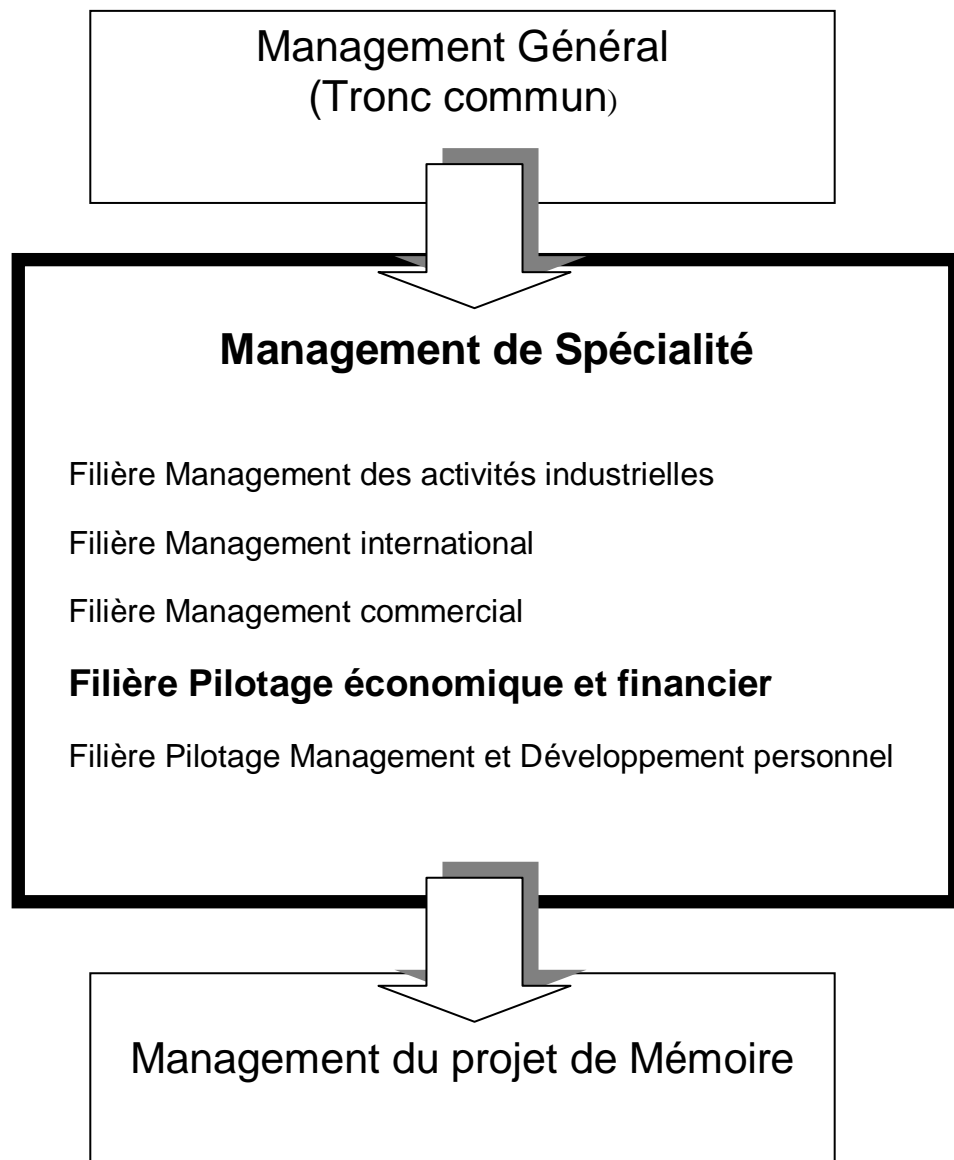 Management Général
(Tronc commun)
Management de Spécialité
Filière Management des activités industrielles
Filière Management international
Filière Management commercial
Filière Pilotage économique et financier
Filière Pilotage Management et Développement personnel
Management du projet de Mémoire